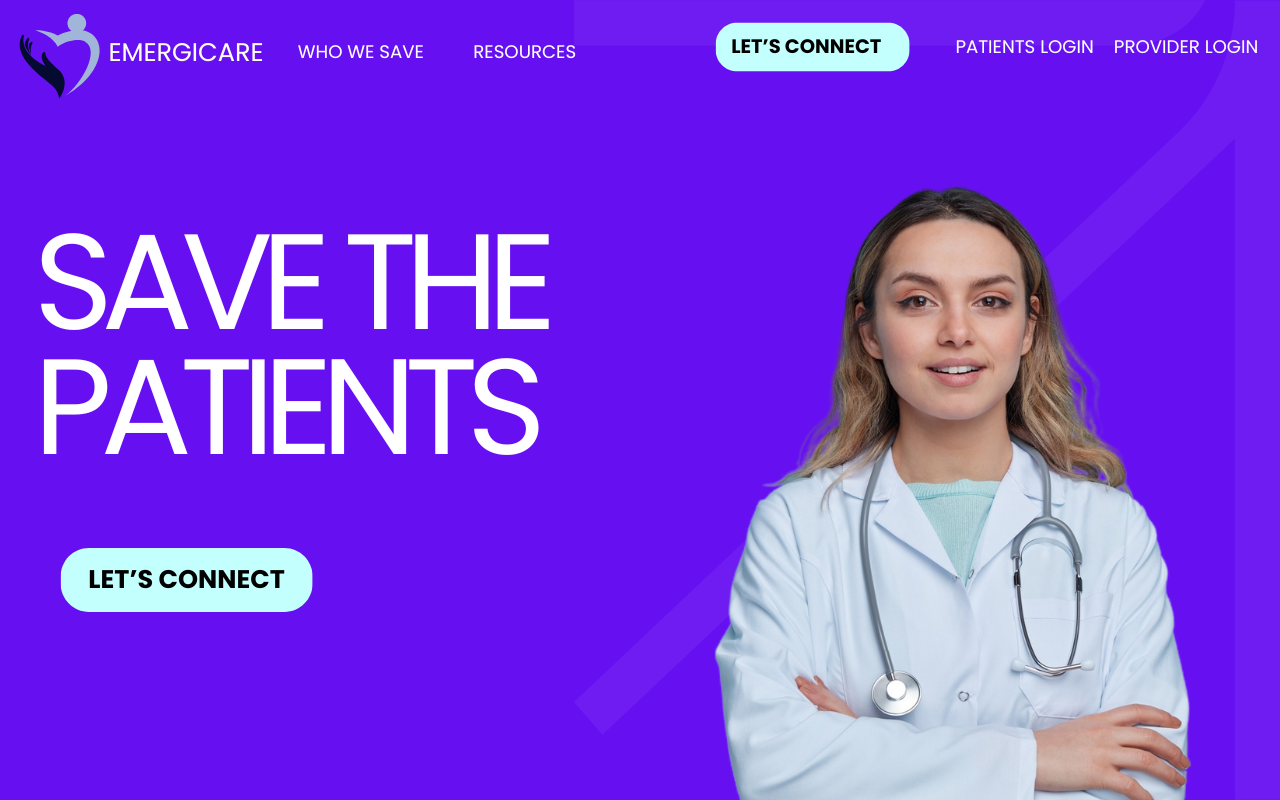 EMERGICARE
WHO WE SAVE
RESOURCES
LET’S CONNECT
PATIENTS LOGIN
PROVIDER LOGIN
SAVE THE
PATIENTS
LET’S CONNECT